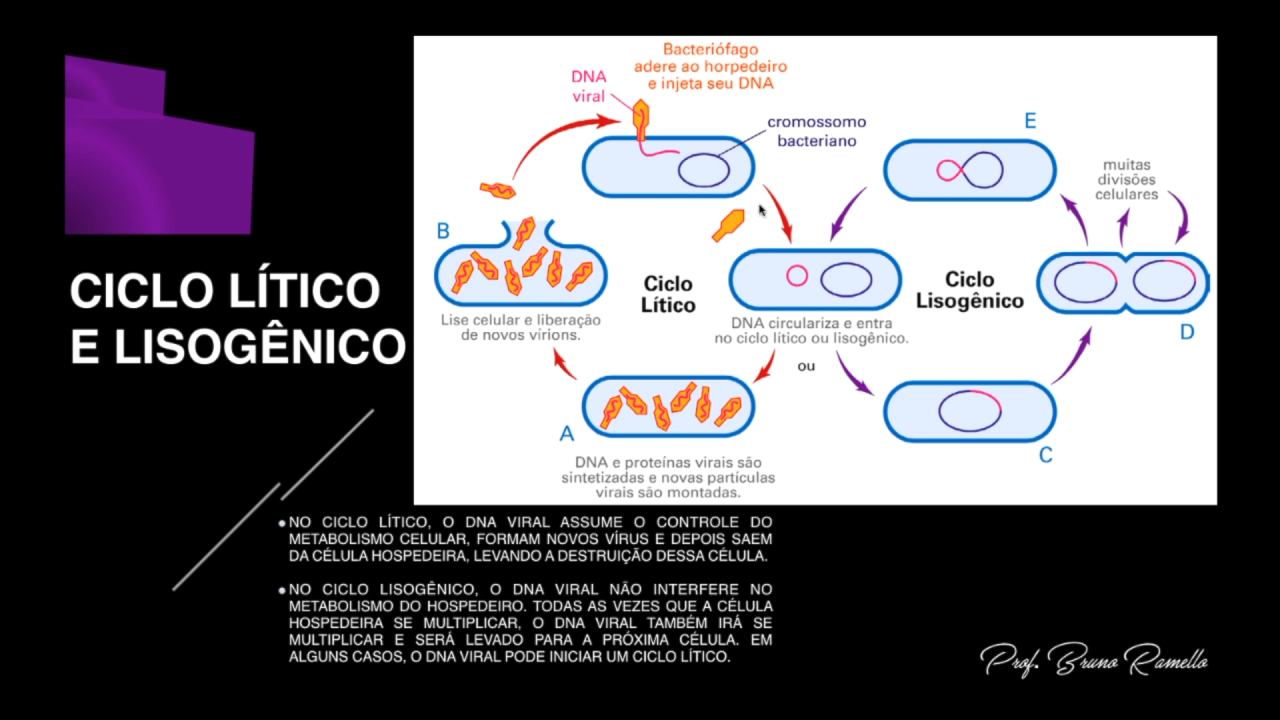 CICLO LÍTICO
E LISOGÊNICO
Bacteriófago
adere ao horpedeiro
e injeta seu DNA
DNA
viral
cromossomo
bacteriano
E
muitas
divisões
celulares
B
Ciclo
Lítico
Ciclo
Lisogênico
Lise celular e liberação
de novos vírions.
DNA circulariza e entra
no ciclo lítico ou lisogênico.
D
ou
A
C
DNA e proteínas virais são
sintetizadas e novas partículas
virais são montadas.
• NO CICLO LÍTICO, O DNA VIRAL ASSUME O CONTROLE DO
METABOLISMO CELULAR, FORMAM NOVOS VÍRUS E DEPOIS SAEM
DA CÉLULA HOSPEDEIRA, LEVANDO A DESTRUIÇÃO DESSA CÉLULA.
• NO CICLO LISOGÊNICO, O DNA VIRAL NÃO INTERFERE NO
METABOLISMO DO HOSPEDEIRO. TODAS AS VEZES QUE A CÉLULA
HOSPEDEIRA SE MULTIPLICAR, O DNA VIRAL TAMBÉM IRÁ SE
MULTIPLICAR E SERÁ LEVADO PARA A PRÓXIMA CÉLULA. EM
ALGUNS CASOS, O DNA VIRAL PODE INICIAR UM CICLO LÍTICO.
Prof. Bruno Ramello